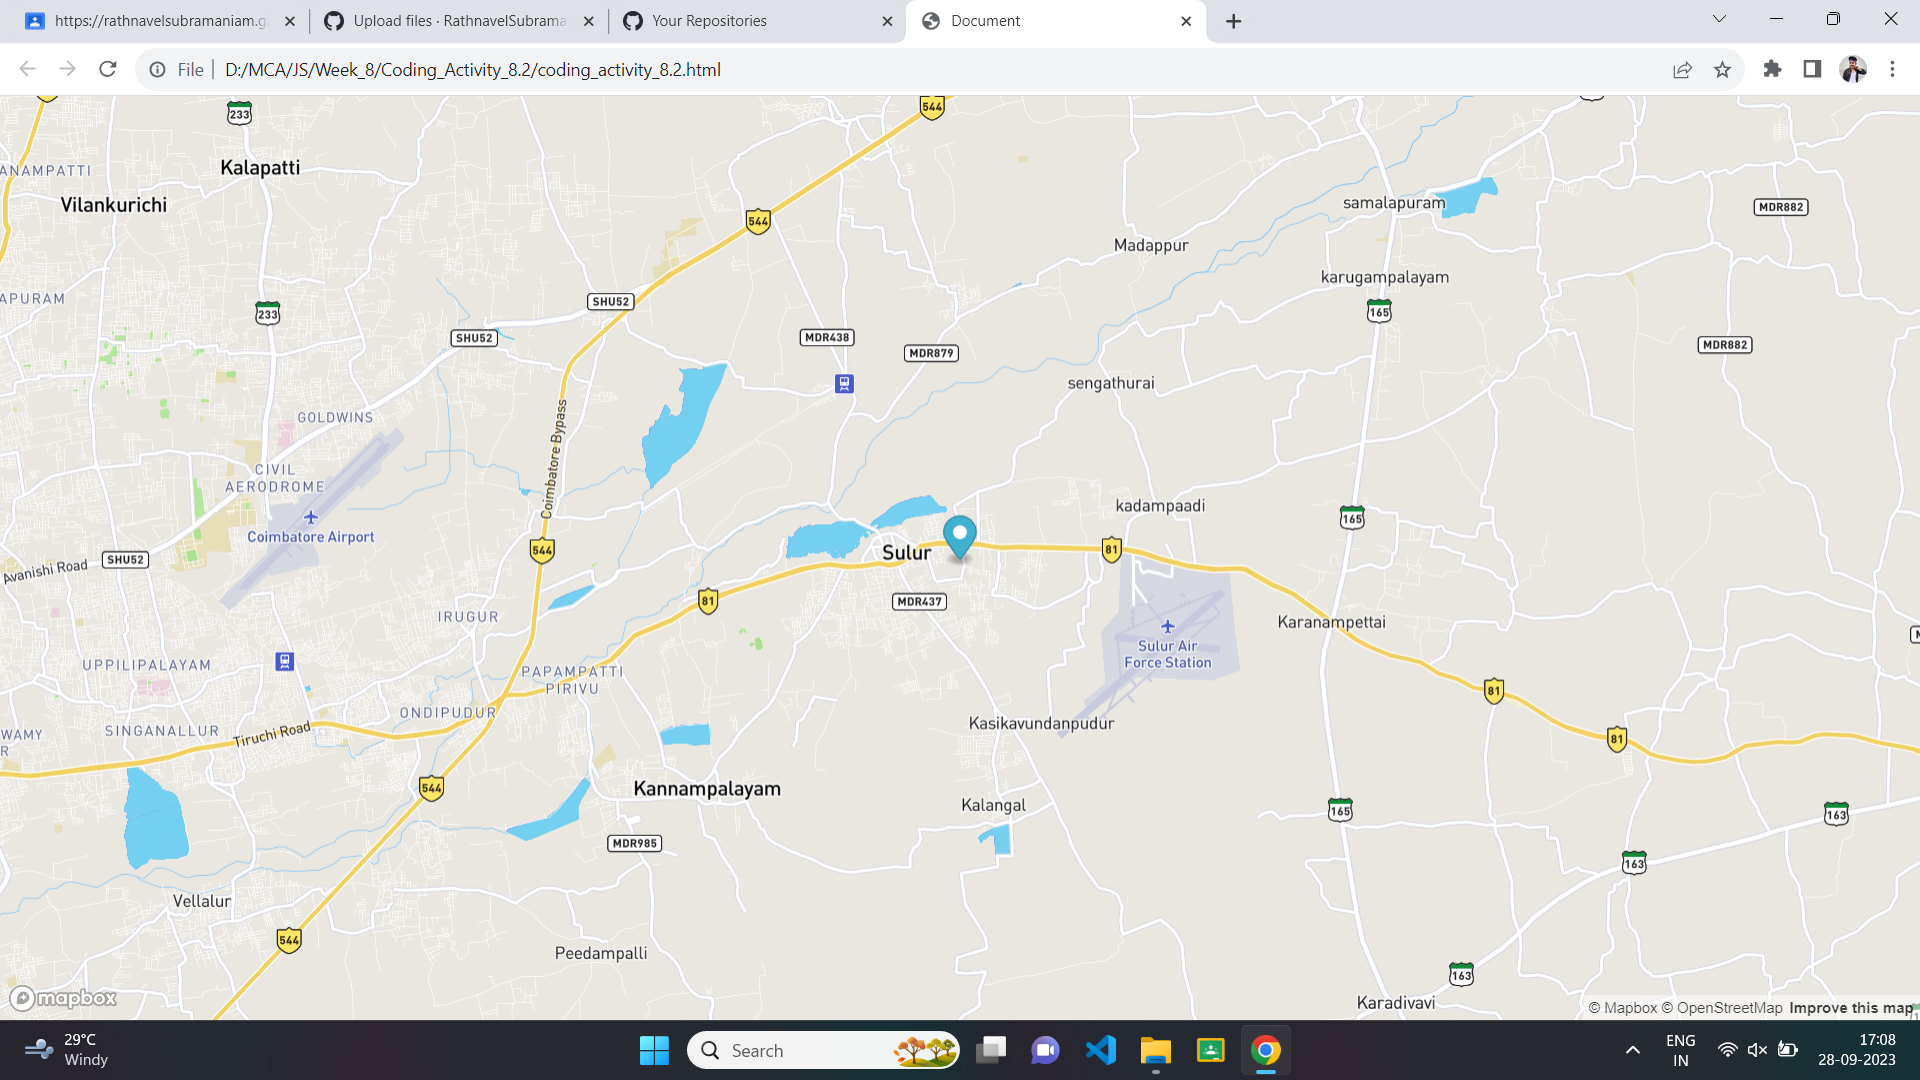 https://rathnavelsubramaniam.gi
Upload files · RathnavelSubrama
Your Repositories
Document
File
D:/MCA/JS/Week_8/Coding_Activity_8.2/coding_activity_8.2.html
233
544
ANAMPATTI
Kalapatti
Vilankurichi
samalapuram
MDR882
544
Madappur
karugampalayam
APURAM
SHU52
233
165
SHU52
MDR438
MDR882
MDR879
sengathurai
GOLDWINS
Coimbatore Bypass
CIVIL
AERODROME
kadampaadi
165
Coimbatore Airport
544
Sulur
81
SHU52
Avanishi Road
81
MDR437
IRUGUR
Karanampettai
Sulur Air
Force Station
UPPILIPALAYAM
PAPAMPATTI
PIRIVU
81
ONDIPUDUR
Kasikavundanpudur
SINGANALLUR
Tiruchi Road
WAMY
R
81
544
Kannampalayam
Kalangal
165
163
MDR985
163
Vellalur
544
Peedampalli
163
Karadivavi
mapbox
© Mapbox © OpenStreetMap Improve this map
29°C
Windy
Search
ENG
IN
17:08
28-09-2023